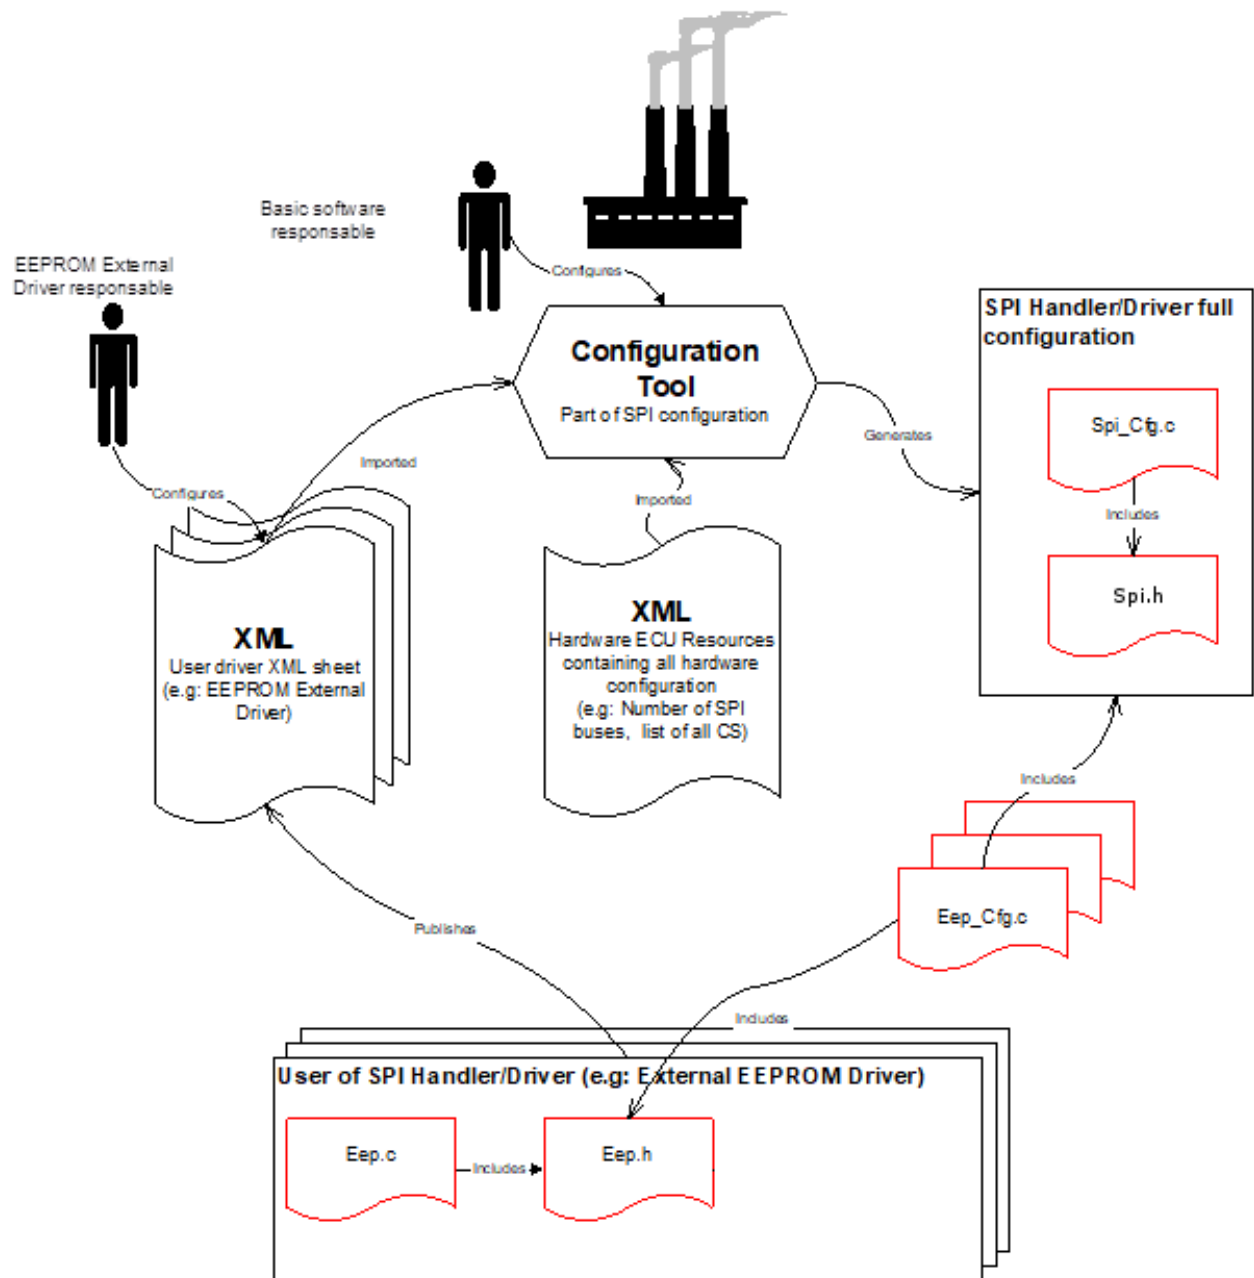 Basic software
responsable
EEPROM External
Driver responsable
Configures
SPI Handler/Driver full
configuration
Configuration
Tool
Part of SPI configuration
Spi_Cfg.c
Generates
Imported
Configures
Imported
Includes
Spi.h
XML
User driver XML sheet
(e.g: EEPROM External
Driver)
XML
Hardware ECU Resources
containing all hardware
configuration
(e.g: Number of SPI
buses, list of all CS)
Includes
Eep_Cfg.c
Publishes
Includes
User of SPI Handler/Driver (e.g: External EEPROM Driver)
Eep.c
Includes
Eep.h